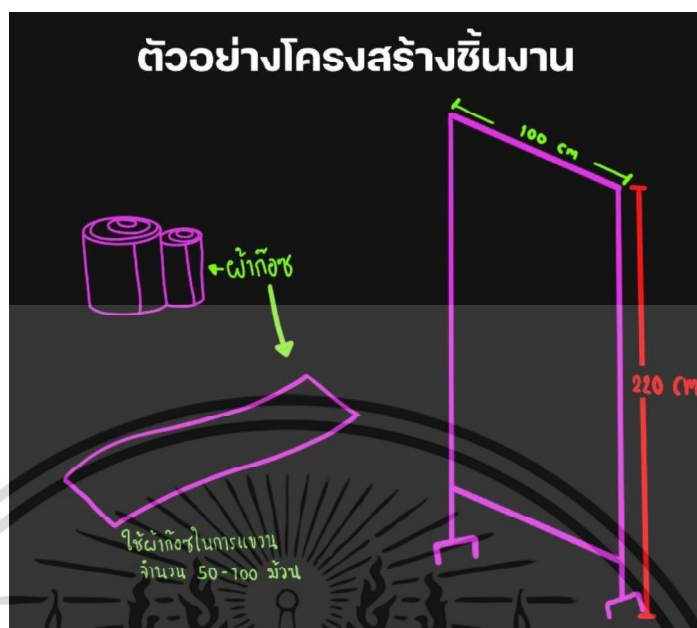 ตัวอย่างโครงสร้างชิ้นงาน
100 cm
ผ้าก๊อซ
220 cm
ใช้ผ้าก๊อซในการแขวน
จำนวน 50-100 ม้วน